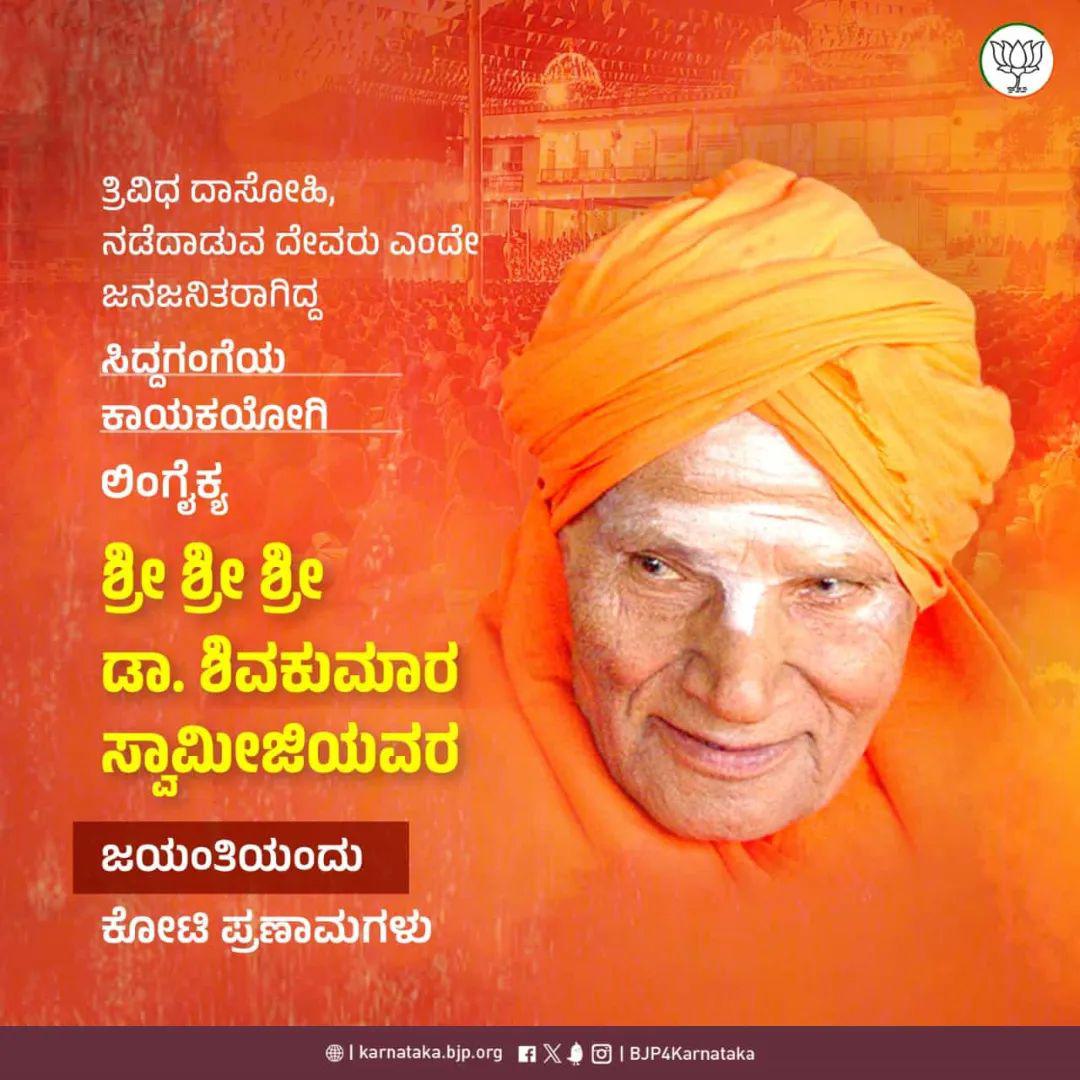 ತ್ರಿವಿಧ ದಾಸೋಹಿ,
ನಡೆದಾಡುವ ದೇವರು ಎಂದೇ
ಜನಜನಿತರಾಗಿದ್ದ
ಸಿದ್ದಗಂಗೆಯ
ಕಾಯಕಯೋಗಿ
ಲಿಂಗೈಕ್ಯ
ಶ್ರೀ ಶ್ರೀ ಶ್ರೀ
ಡಾ. ಶಿವಕುಮಾರ
ಸ್ವಾಮೀಜಿಯವರ
ಜಯಂತಿಯಂದು
ಕೋಟಿ ಪ್ರಣಾಮಗಳು
| karnataka.bjp.org | BJP4Karnataka